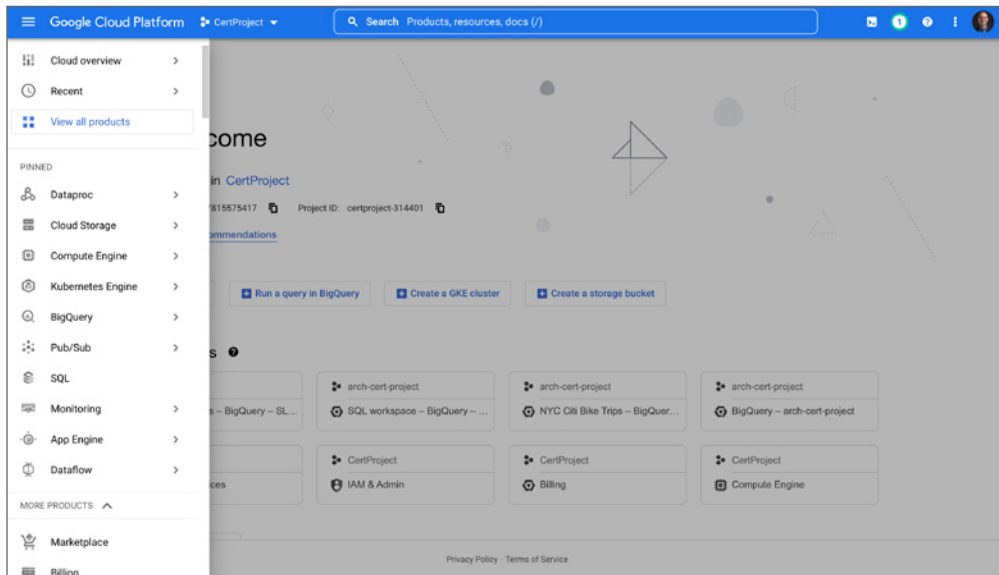 Google Cloud Platform
CertProject
Search Products, resources, docs (/)
1
Cloud overview
Recent
View all products
PINNED
Dataproc
Cloud Storage
Compute Engine
Kubernetes Engine
BigQuery
Pub/Sub
SQL
Monitoring
App Engine
Dataflow
MORE PRODUCTS
Marketplace
Billing
come
in CertProject
815575417 Project ID: certproject-314401
ommendations
Run a query in BigQuery
Create a GKE cluster
Create a storage bucket
s
arch-cert-project
arch-cert-project
arch-cert-project
s – BigQuery – SL...
SQL workspace – BigQuery – ...
NYC Citi Bike Trips – BigQuer...
BigQuery – arch-cert-project
CertProject
CertProject
CertProject
ces
IAM & Admin
Billing
Compute Engine
Privacy Policy · Terms of Service